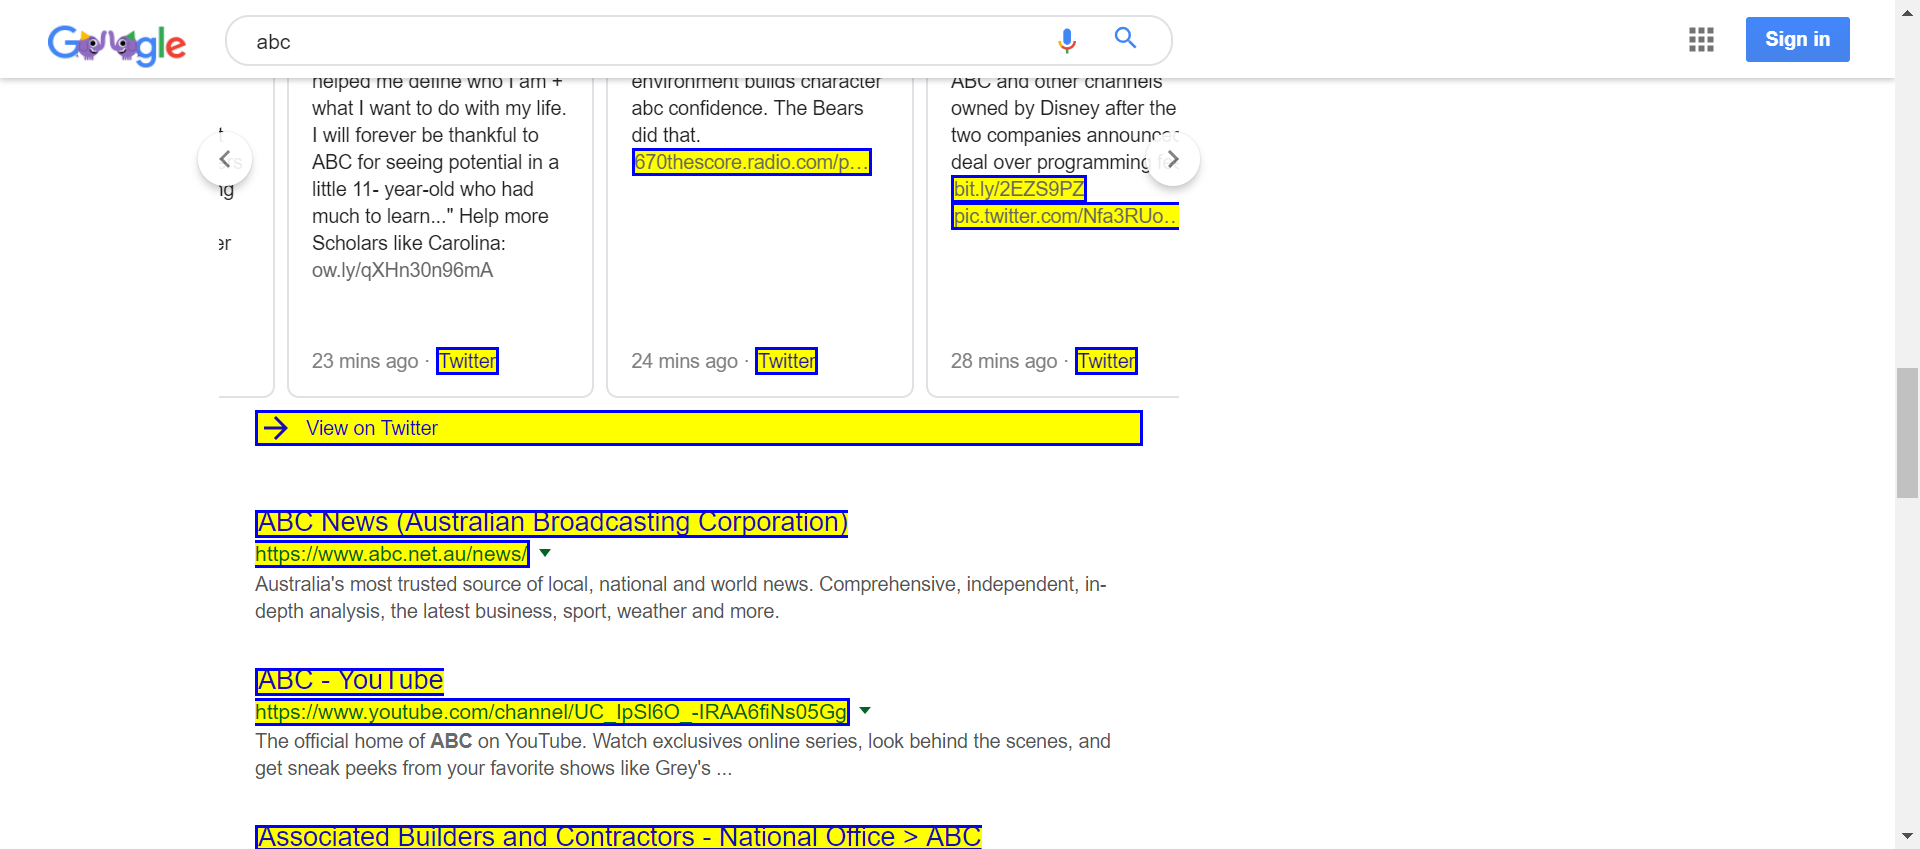 Google
abc
Sign in
helped me define who I am +
what I want to do with my life.
I will forever be thankful to
ABC for seeing potential in a
little 11- year-old who had
much to learn..." Help more
Scholars like Carolina:
ow.ly/qXHn30n96mA
23 mins ago · Twitter
environment builds character
abc confidence. The Bears
did that.
670thescore.radio.com/p...
24 mins ago · Twitter
ABC and other channels
owned by Disney after the
two companies announced
deal over programming
bit.ly/2EZS9PZ
pic.twitter.com/Nfa3RUo...
28 mins ago · Twitter
View on Twitter
ABC News (Australian Broadcasting Corporation)
https://www.abc.net.au/news/
Australia's most trusted source of local, national and world news. Comprehensive, independent, in-
depth analysis, the latest business, sport, weather and more.
ABC - YouTube
https://www.youtube.com/channel/UC_IpSl6O_-IRAA6fiNs05Gg
The official home of ABC on YouTube. Watch exclusives online series, look behind the scenes, and
get sneak peeks from your favorite shows like Grey's ...
Associated Builders and Contractors - National Office > ABC